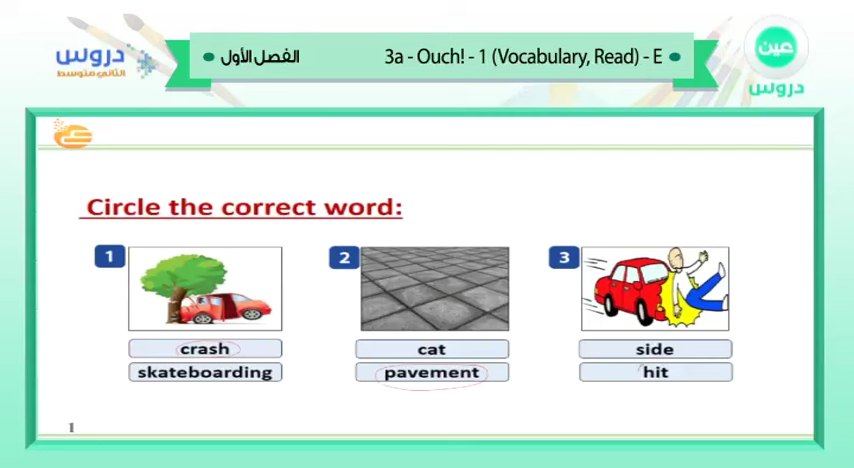 دروس
الثاني متوسط
الفصل الأول
3a - Ouch! - 1 (Vocabulary, Read) - E
عين
دروس
Circle the correct word:
1
2
3
crash
cat
side
skateboarding
pavement
hit
1